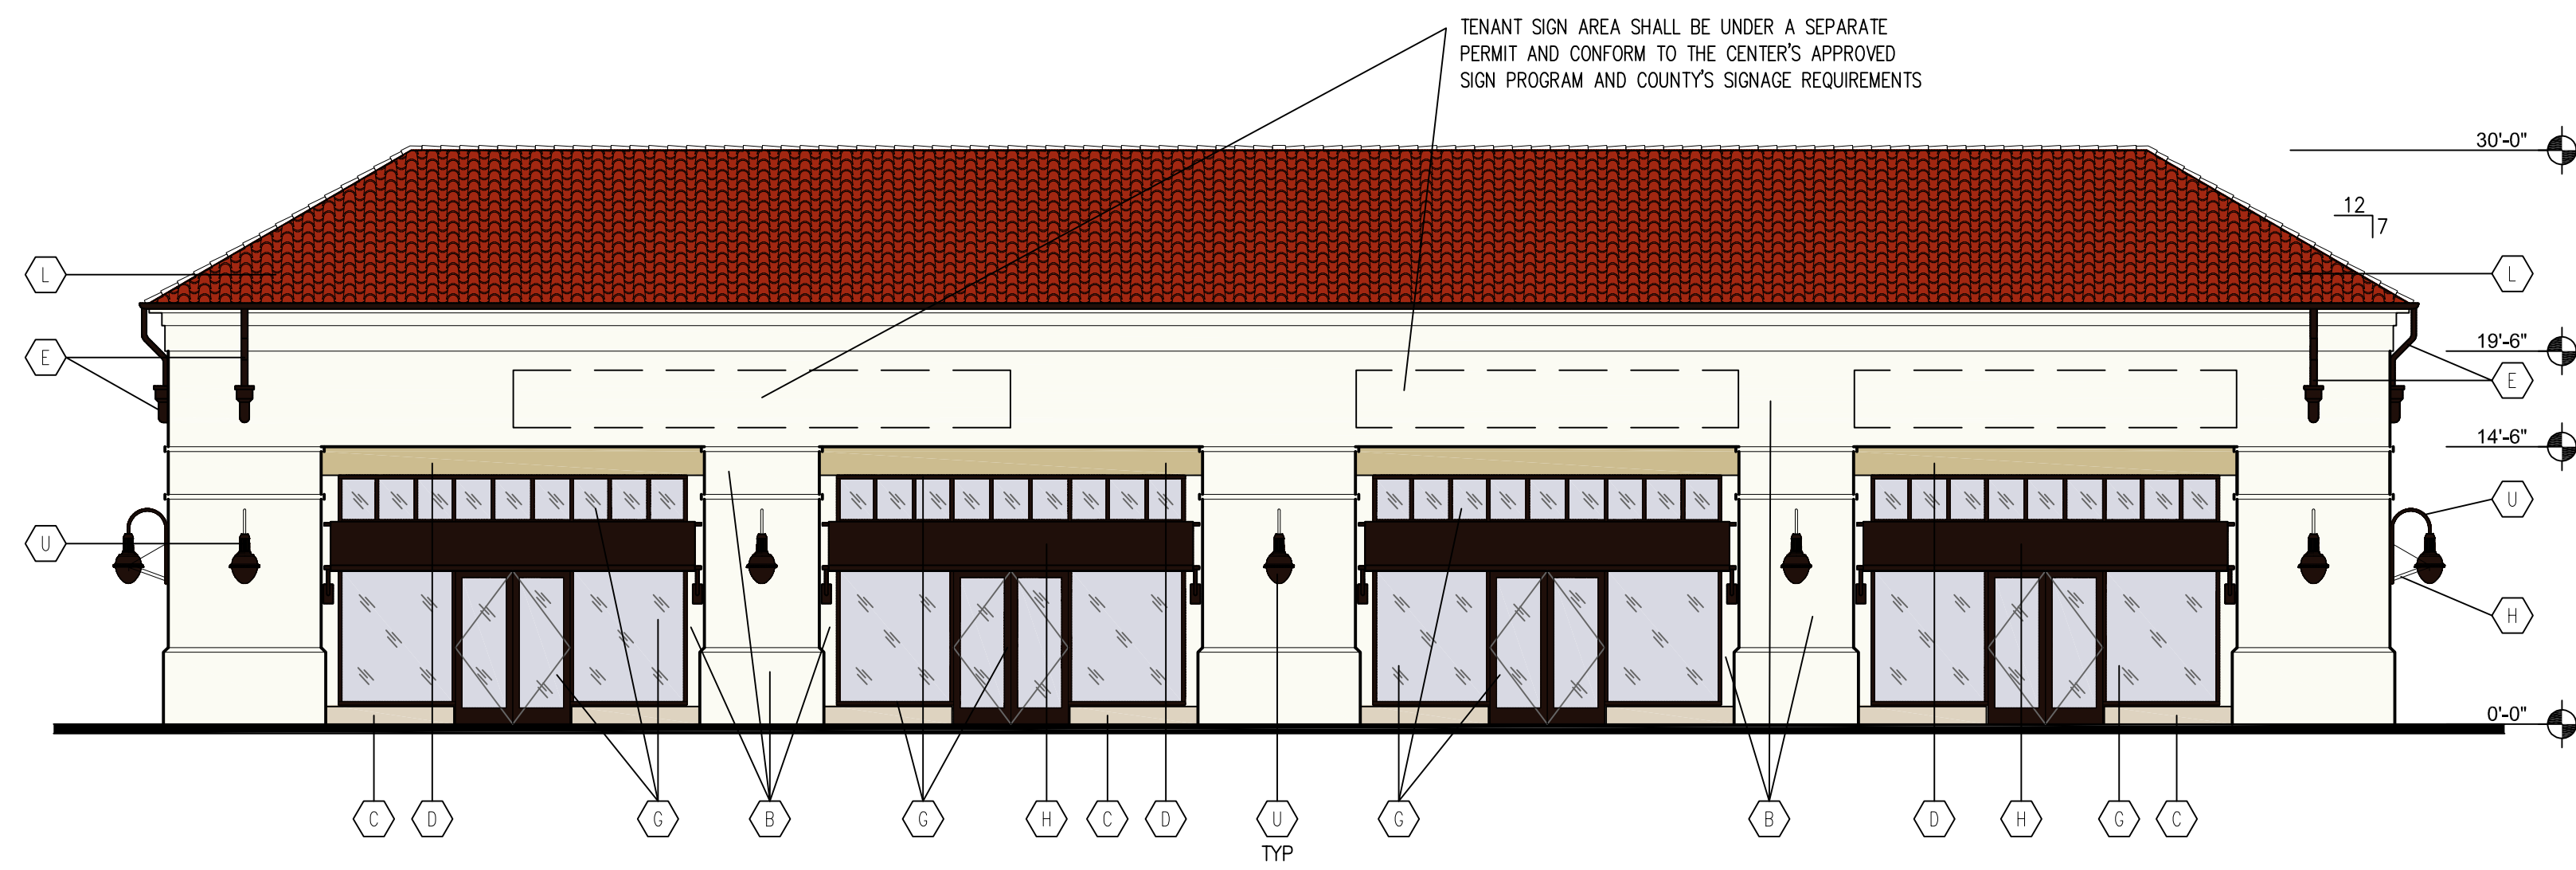 TENANT SIGN AREA SHALL BE UNDER A SEPARATE
PERMIT AND CONFORM TO THE CENTER'S APPROVED
SIGN PROGRAM AND COUNTY'S SIGNAGE REQUIREMENTS
30'-0"
12
7
L
L
E
19'-6"
E
14'-6"
U
U
H
0'-0"
C
D
G
B
G
H
C
D
U
G
B
D
H
G
C
TYP